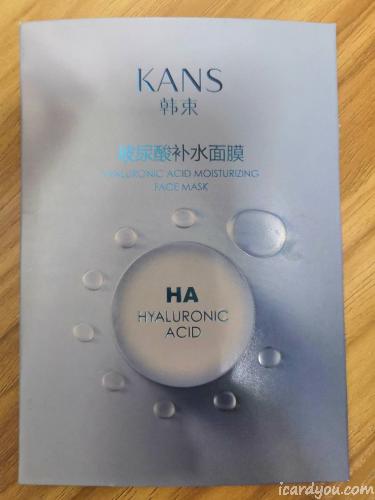 KANS
韩束
玻尿酸补水面膜
HYALURONIC ACID MOISTURIZING
FACE MASK
HA
HYALURONIC
ACID
icardyou.com